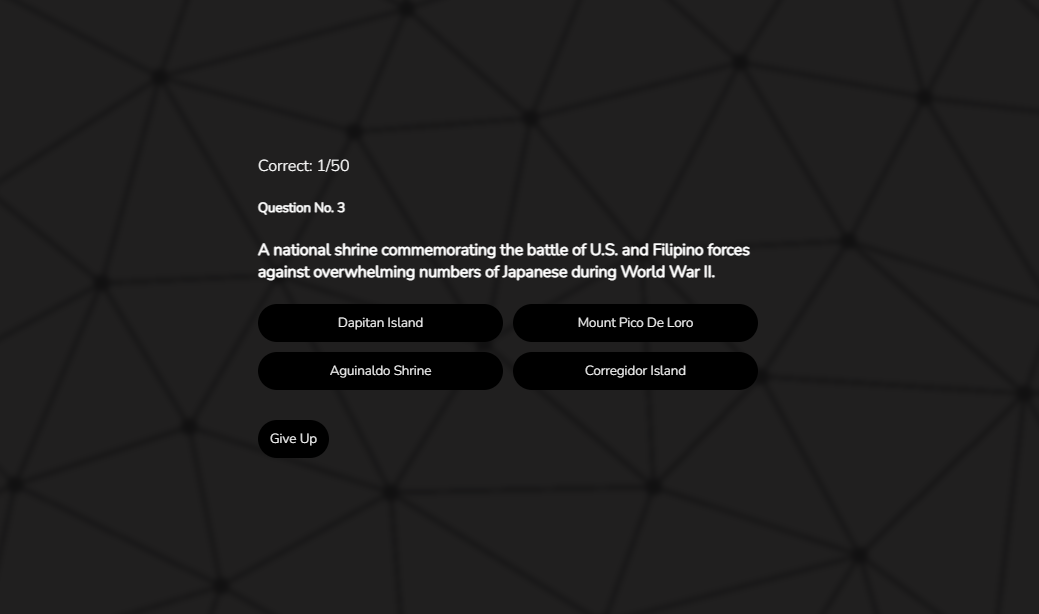 Correct: 1/50
Question No. 3
A national shrine commemorating the battle of U.S. and Filipino forces
against overwhelming numbers of Japanese during World War II.
Dapitan Island
Mount Pico De Loro
Aguinaldo Shrine
Corregidor Island
Give Up